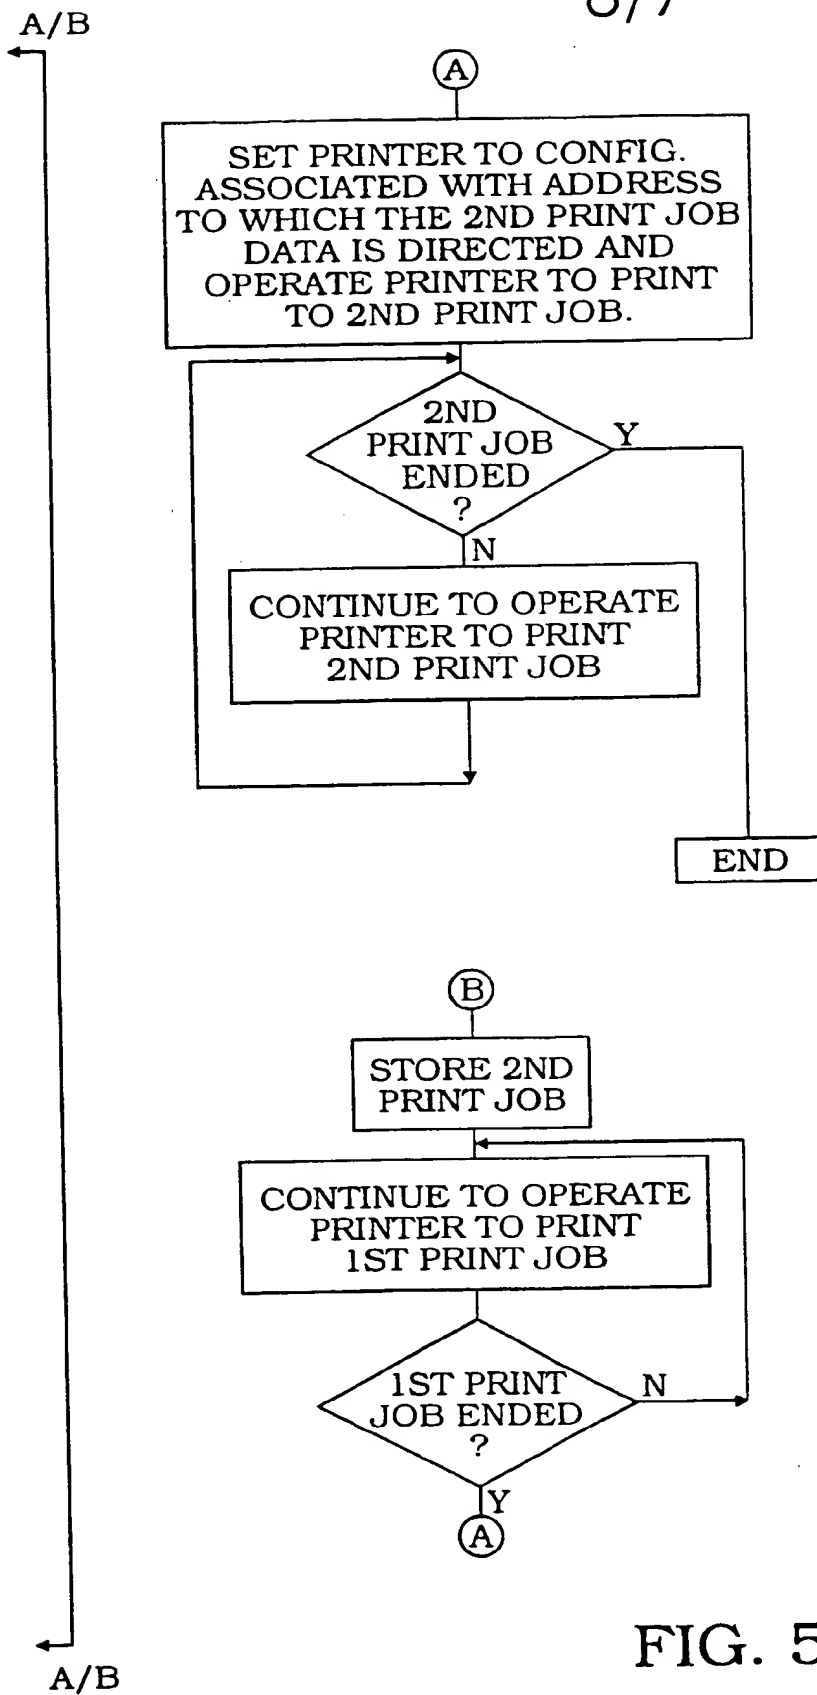 A/B
A
SET PRINTER TO CONFIG.
ASSOCIATED WITH ADDRESS
TO WHICH THE 2ND PRINT JOB
DATA IS DIRECTED AND
OPERATE PRINTER TO PRINT
TO 2ND PRINT JOB.
2ND
PRINT JOB
ENDED
?
Y
N
CONTINUE TO OPERATE
PRINTER TO PRINT
2ND PRINT JOB
END
B
STORE 2ND
PRINT JOB
CONTINUE TO OPERATE
PRINTER TO PRINT
1ST PRINT JOB
1ST PRINT
JOB ENDED
?
N
Y
A
FIG. 5
A/B